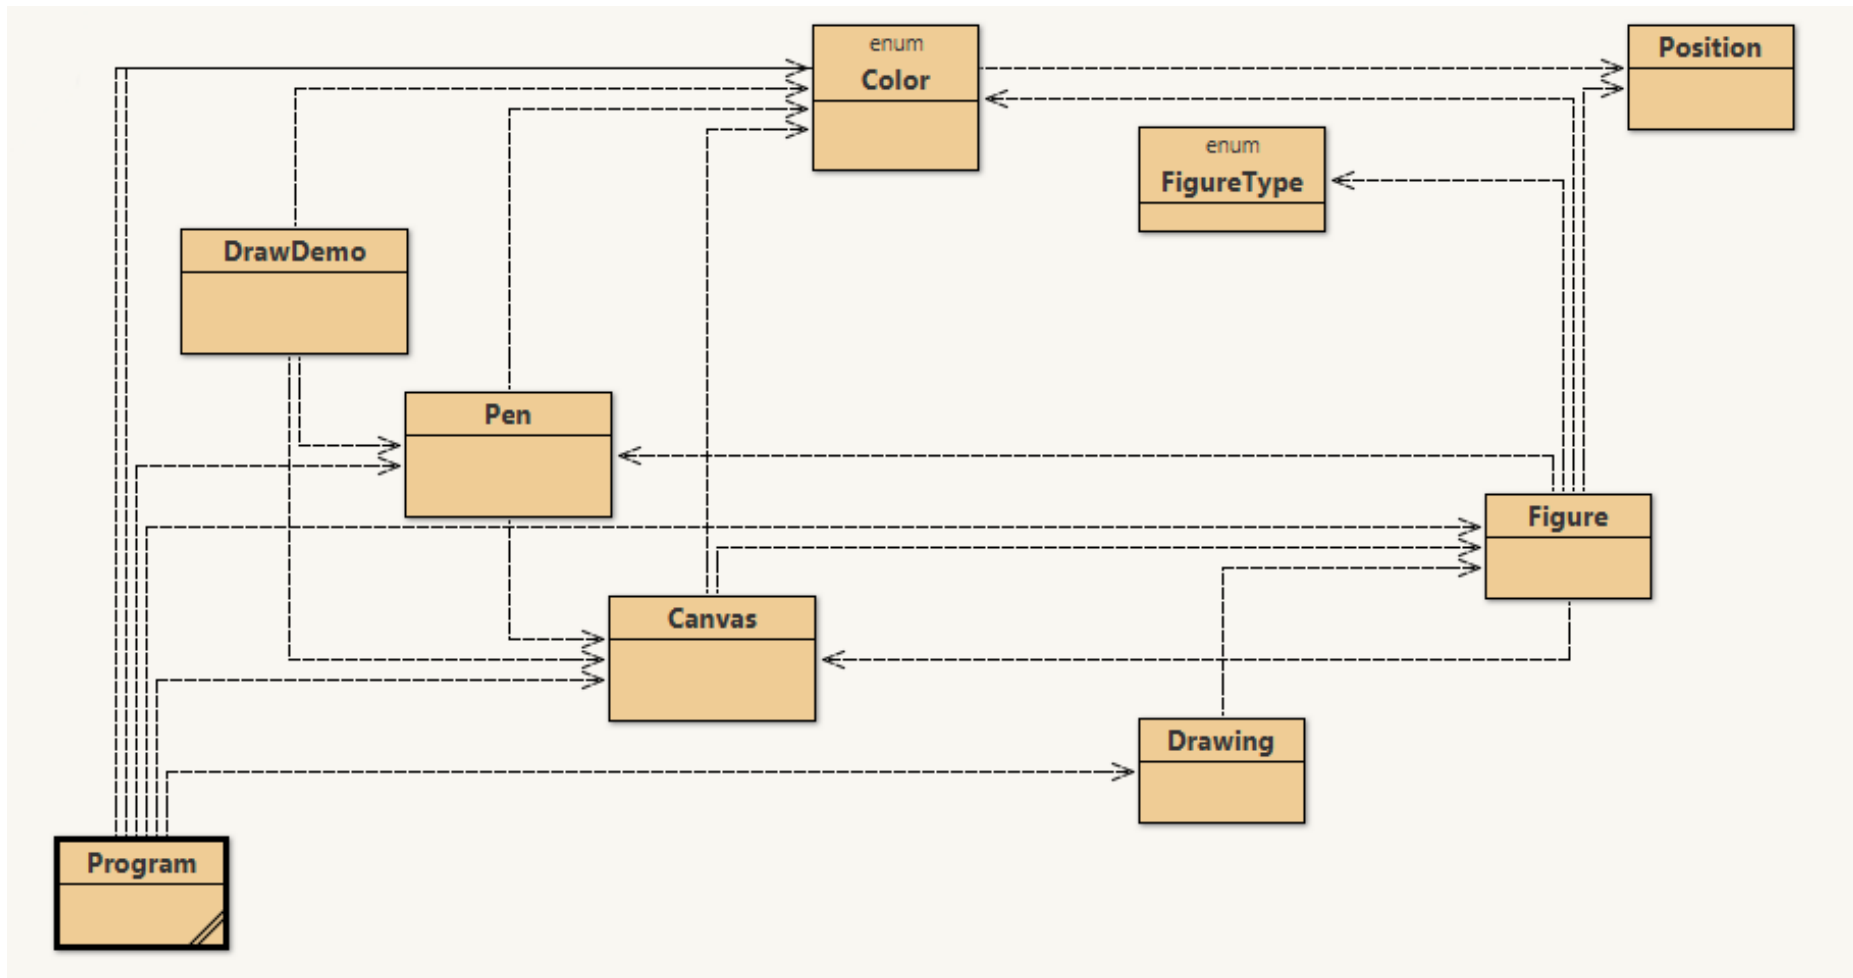 enum
Color
Position
enum
FigureType
DrawDemo
Pen
Figure
Canvas
Drawing
Program